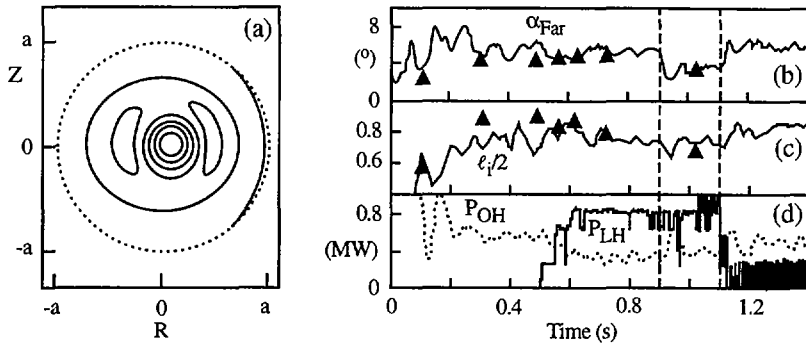 (a)
a
Z
0
-a
-a 0 a
R
8
α_Far
4
(°)
(b)
0
0.8
(c)
0.6
ℓ_i/2
P_OH
(d)
0.8
P_LH
(MW)
0
0 0.4 0.8 1.2
Time (s)